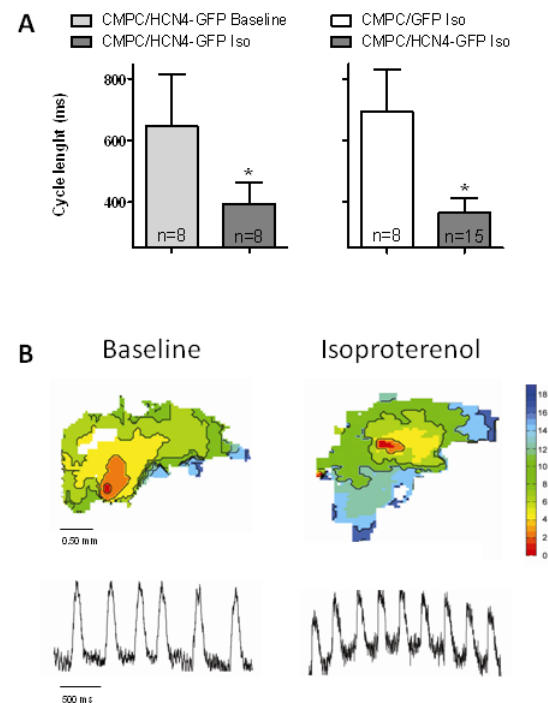 A
CMPC/HCN4-GFP Baseline
CMPC/HCN4-GFP Iso
CMPC/GFP Iso
CMPC/HCN4-GFP Iso
Cycle lenght (ms)
800
600
400
*
n=8
n=8
*
n=8
n=15
B
Baseline
Isoproterenol
18
16
14
12
10
8
6
4
2
0
0.50 mm
500 ms